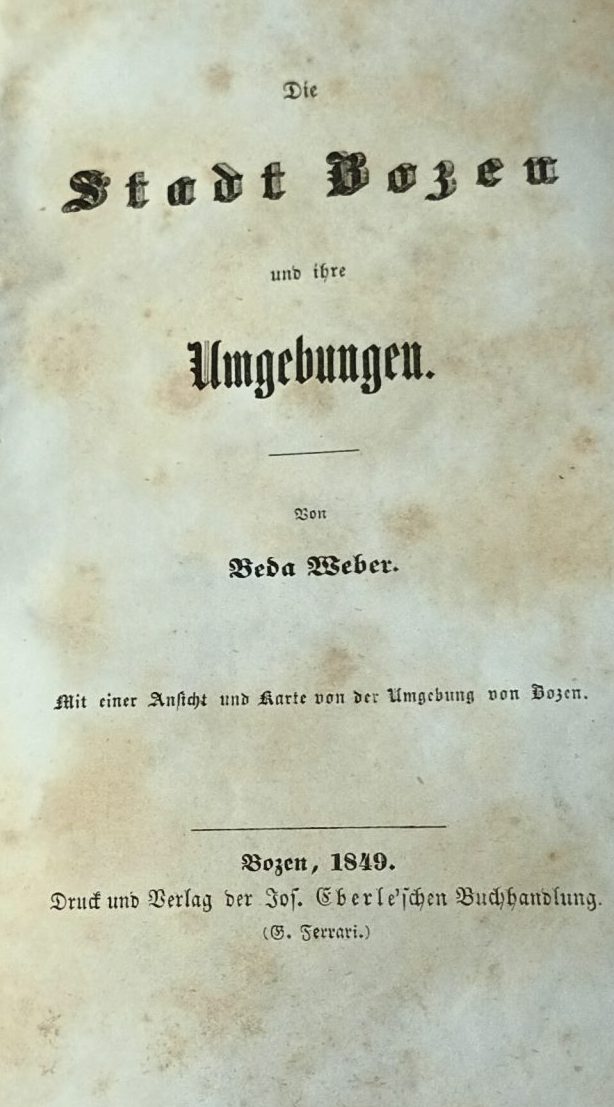 Die
Stadt Bozen
und ihre
Umgebungen.
Von
Beda Weber.
Mit einer Ansicht und Karte von der Umgebung von Bozen.
Bozen, 1849.
Druck und Verlag der Jos. Eberle'schen Buchhandlung.
(G. Ferrari.)